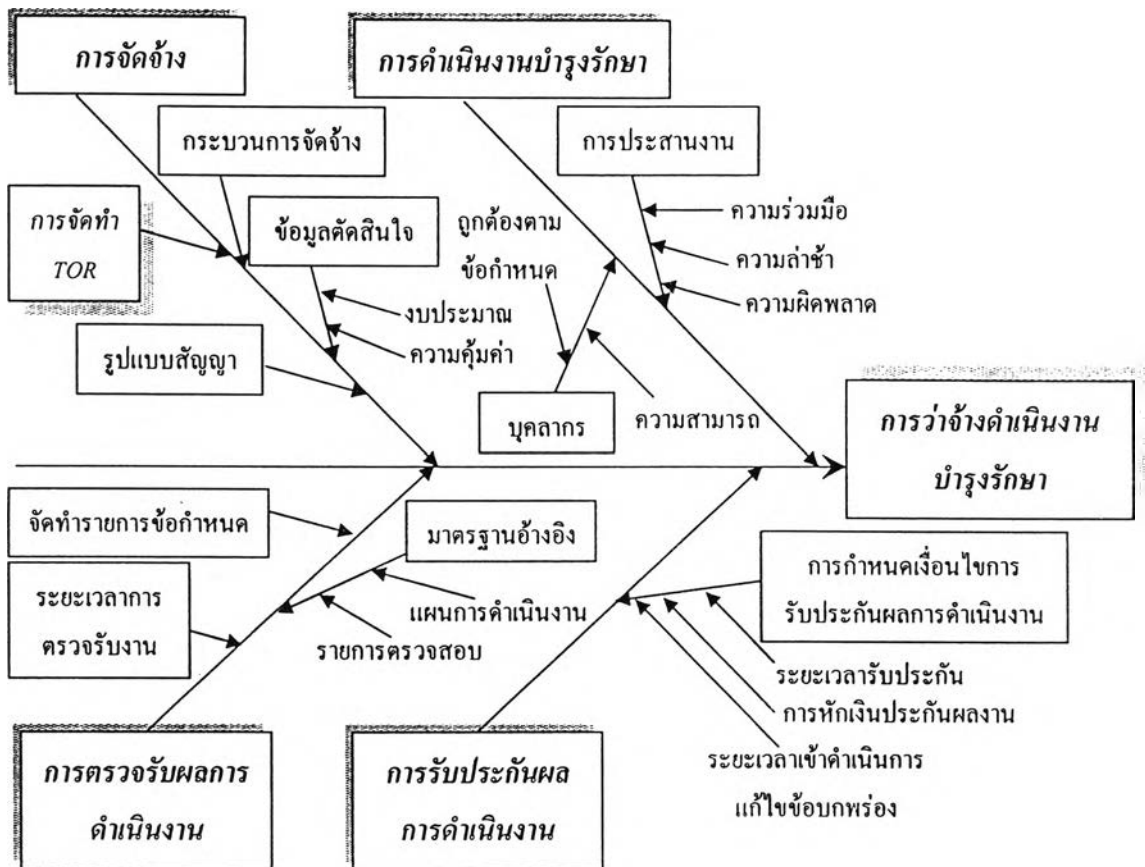 การจัดจ้าง
การดำเนินงานบำรุงรักษา
กระบวนการจัดจ้าง
การประสานงาน
การจัดทำ
TOR
ข้อมูลตัดสินใจ
ถูกต้องตาม
ข้อกำหนด
ความร่วมมือ
ความล่าช้า
ความผิดพลาด
งบประมาณ
ความคุ้มค่า
รูปแบบสัญญา
บุคลากร
ความสามารถ
การว่าจ้างดำเนินงาน
บำรุงรักษา
จัดทำรายการข้อกำหนด
มาตรฐานอ้างอิง
ระยะเวลาการ
ตรวจรับงาน
แผนการดำเนินงาน
รายการตรวจสอบ
การกำหนดเงื่อนไขการ
รับประกันผลการดำเนินงาน
ระยะเวลารับประกัน
การหักเงินประกันผลงาน
ระยะเวลาเข้าดำเนินการ
แก้ไขข้อบกพร่อง
การตรวจรับผลการ
ดำเนินงาน
การรับประกันผล
การดำเนินงาน